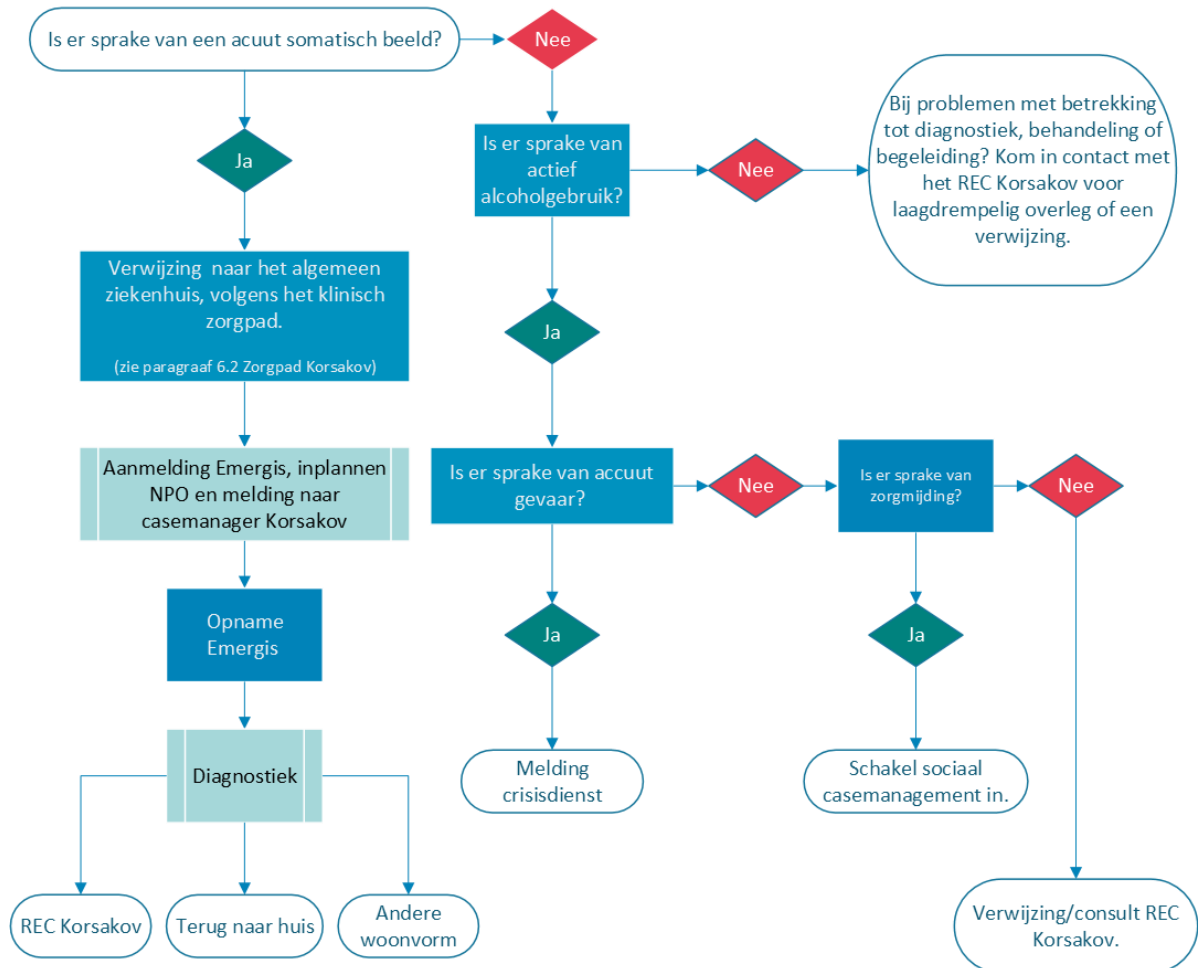 Is er sprake van een acuut somatisch beeld?
Nee
Ja
Is er sprake van
actief
alcoholgebruik?
Nee
Bij problemen met betrekking
tot diagnostiek, behandeling of
begeleiding? Kom in contact met
het REC Korsakov voor
laagdrempelig overleg of een
verwijzing.
Verwijzing naar het algemeen
ziekenhuis, volgens het klinisch
zorgpad.
(zie paragraaf 6.2 Zorgpad Korsakov)
Ja
Aanmelding Emergis, inplannen
NPO en melding naar
casemanager Korsakov
Is er sprake van accuut
gevaar?
Nee
Is er sprake van
zorgmijding?
Nee
Opname
Emergis
Ja
Ja
Diagnostiek
Melding
crisisdienst
Schakel sociaal
casemanagement in.
REC Korsakov
Terug naar huis
Andere
woonvorm
Verwijzing/consult REC
Korsakov.